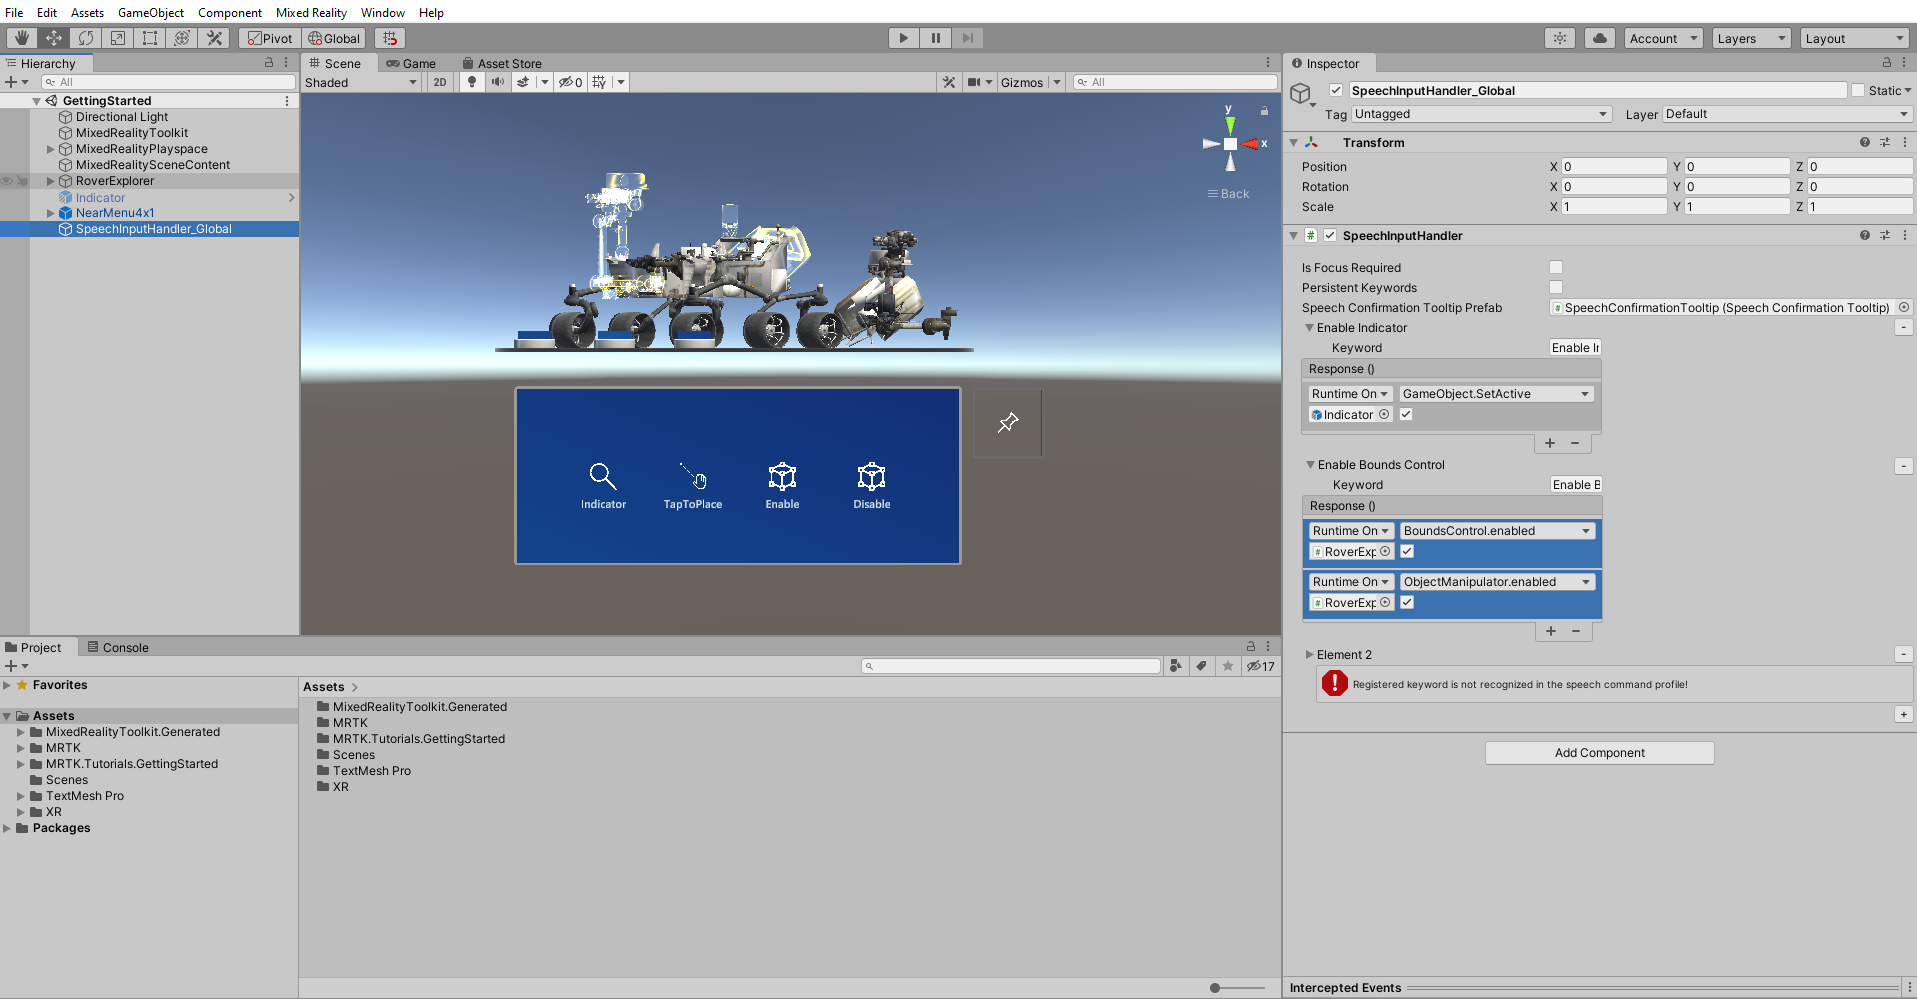 File Edit Assets GameObject Component Mixed Reality Window Help
Pivot Global Account Layers Layout
Hierarchy
All
GettingStarted
Directional Light
MixedRealityToolkit
MixedRealityPlayspace
MixedRealitySceneContent
RoverExplorer
Indicator
NearMenu4x1
SpeechInputHandler_Global
Scene Game Asset Store
Shaded 2D 0 Gizmos All
y
x
Back
Indicator TapToPlace Enable Disable
Project Console
17
Favorites
Assets
MixedRealityToolkit.Generated
MRTK
MRTK.Tutorials.GettingStarted
Scenes
TextMesh Pro
XR
Packages
Assets
MixedRealityToolkit.Generated
MRTK
MRTK.Tutorials.GettingStarted
Scenes
TextMesh Pro
XR
Inspector
SpeechInputHandler_Global Static
Tag Untagged Layer Default
Transform
Position X 0 Y 0 Z 0
Rotation X 0 Y 0 Z 0
Scale X 1 Y 1 Z 1
# SpeechInputHandler
Is Focus Required
Persistent Keywords
Speech Confirmation Tooltip Prefab # SpeechConfirmationTooltip (Speech Confirmation Tooltip)
Enable Indicator -
Keyword Enable Ir
Response ()
Runtime On GameObject.SetActive
Indicator
+ -
Enable Bounds Control -
Keyword Enable B
Response ()
Runtime On BoundsControl.enabled
# RoverExp
Runtime On ObjectManipulator.enabled
# RoverExp
+ -
Element 2 -
! Registered keyword is not recognized in the speech command profile!
+
Add Component
Intercepted Events